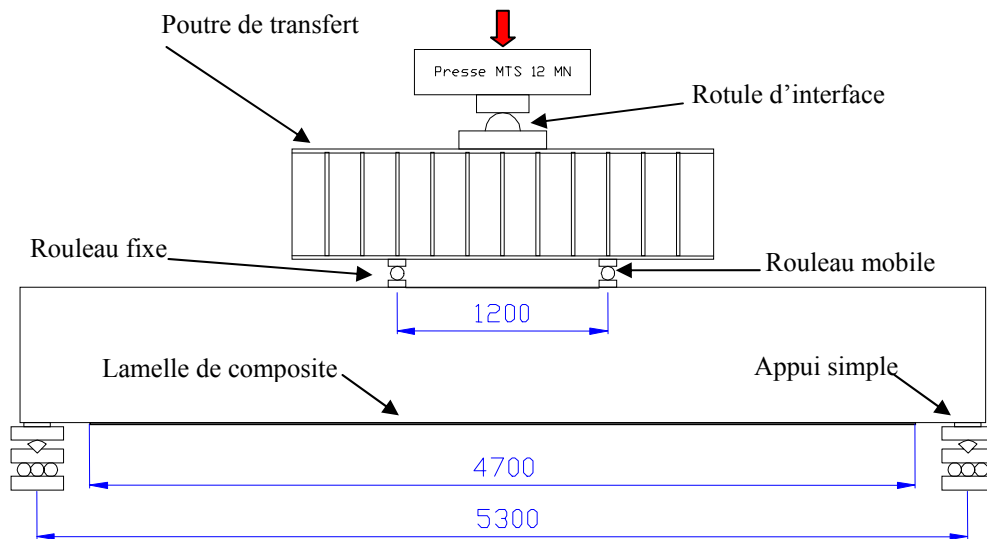 Poutre de transfert
Presse MTS 12 MN
Rotule d'interface
Rouleau fixe
Rouleau mobile
1200
Lamelle de composite
Appui simple
4700
5300